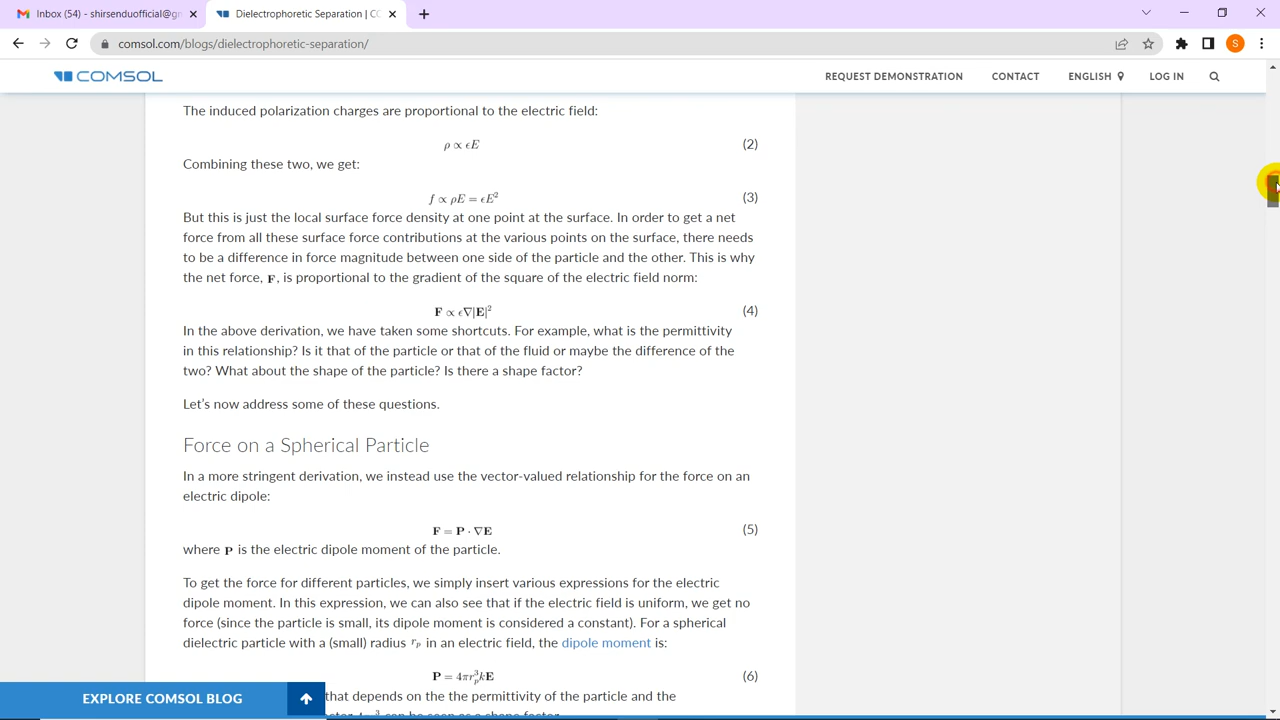 Inbox (54) - shirsenduofficial@gm
Dielectrophoretic Separation | CO
comsol.com/blogs/dielectrophoretic-separation/
S
COMSOL
REQUEST DEMONSTRATION
CONTACT
ENGLISH
LOG IN
The induced polarization charges are proportional to the electric field:
ρ ∝ ϵE (2)
Combining these two, we get:
f ∝ ρE = ϵE² (3)
But this is just the local surface force density at one point at the surface. In order to get a net
force from all these surface force contributions at the various points on the surface, there needs
to be a difference in force magnitude between one side of the particle and the other. This is why
the net force, F, is proportional to the gradient of the square of the electric field norm:
F ∝ ϵ∇|E|² (4)
In the above derivation, we have taken some shortcuts. For example, what is the permittivity
in this relationship? Is it that of the particle or that of the fluid or maybe the difference of the
two? What about the shape of the particle? Is there a shape factor?
Let's now address some of these questions.
Force on a Spherical Particle
In a more stringent derivation, we instead use the vector-valued relationship for the force on an
electric dipole:
F = P · ∇E (5)
where P is the electric dipole moment of the particle.
To get the force for different particles, we simply insert various expressions for the electric
dipole moment. In this expression, we can also see that if the electric field is uniform, we get no
force (since the particle is small, its dipole moment is considered a constant). For a spherical
dielectric particle with a (small) radius rₚ in an electric field, the dipole moment is:
P = 4πrₚ³kE (6)
that depends on the the permittivity of the particle and the
can be seen as a shape factor.
EXPLORE COMSOL BLOG